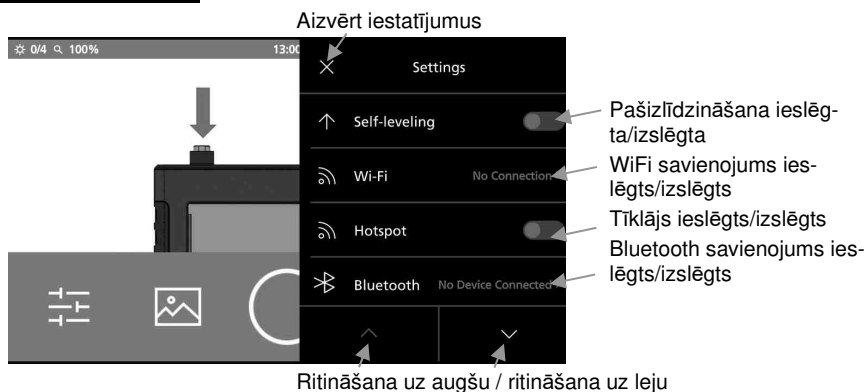 Aizvērt iestatījumus
0/4 100% 13:00
Settings
Self-leveling
Wi-Fi No Connection
Hotspot
Bluetooth No Device Connected
Pašizlīdzināšana ieslēg-
ta/izslēgta
WiFi savienojums ies-
lēgts/izslēgts
Tīklājs ieslēgts/izslēgts
Bluetooth savienojums ies-
lēgts/izslēgts
Ritināšana uz augšu / ritināšana uz leju